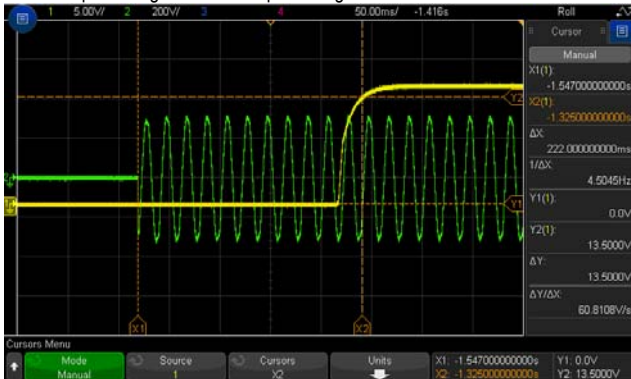 1 5.00V/ 2 200V/ 3 4 50.00ms/ -1.416s Roll
Cursor
Manual
X1(1):
-1.547000000000s
X2(1):
-1.325000000000s
ΔX:
222.000000000ms
1/ΔX:
4.5045Hz
Y1(1):
0.0V
Y2(1):
13.5000V
ΔY:
13.5000V
ΔY/ΔX:
60.8108V/s
Y2
Y1
X1 X2
Cursors Menu
Mode Source Cursors Units X1: -1.547000000000s Y1: 0.0V
Manual 1 X2 X2: -1.325000000000s Y2: 13.5000V